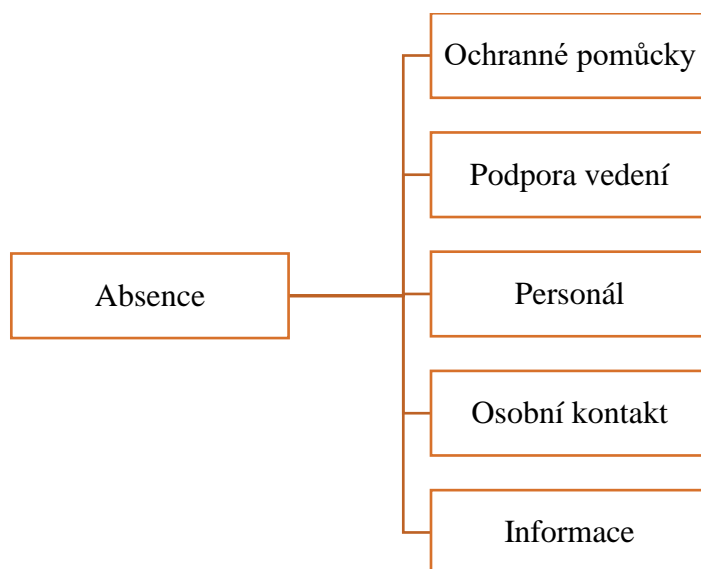 Ochranné pomůcky
Podpora vedení
Absence
Personál
Osobní kontakt
Informace